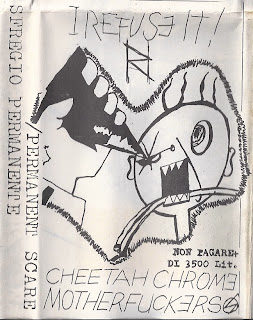 I REFUSE IT!
SFREGIO PERMANENTE
/PERMANENT SCARE
NON PAGARE+
DI 3500 Lit.
CHEETAH CHROME
MOTHERFUCKERS